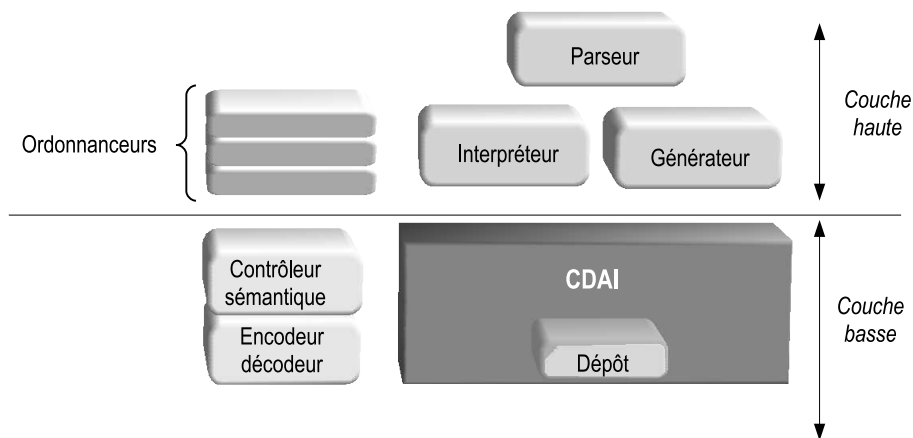 Parseur
Couche
haute
Ordonnanceurs
Interpréteur
Générateur
Contrôleur
sémantique
CDAI
Couche
basse
Encodeur
décodeur
Dépôt